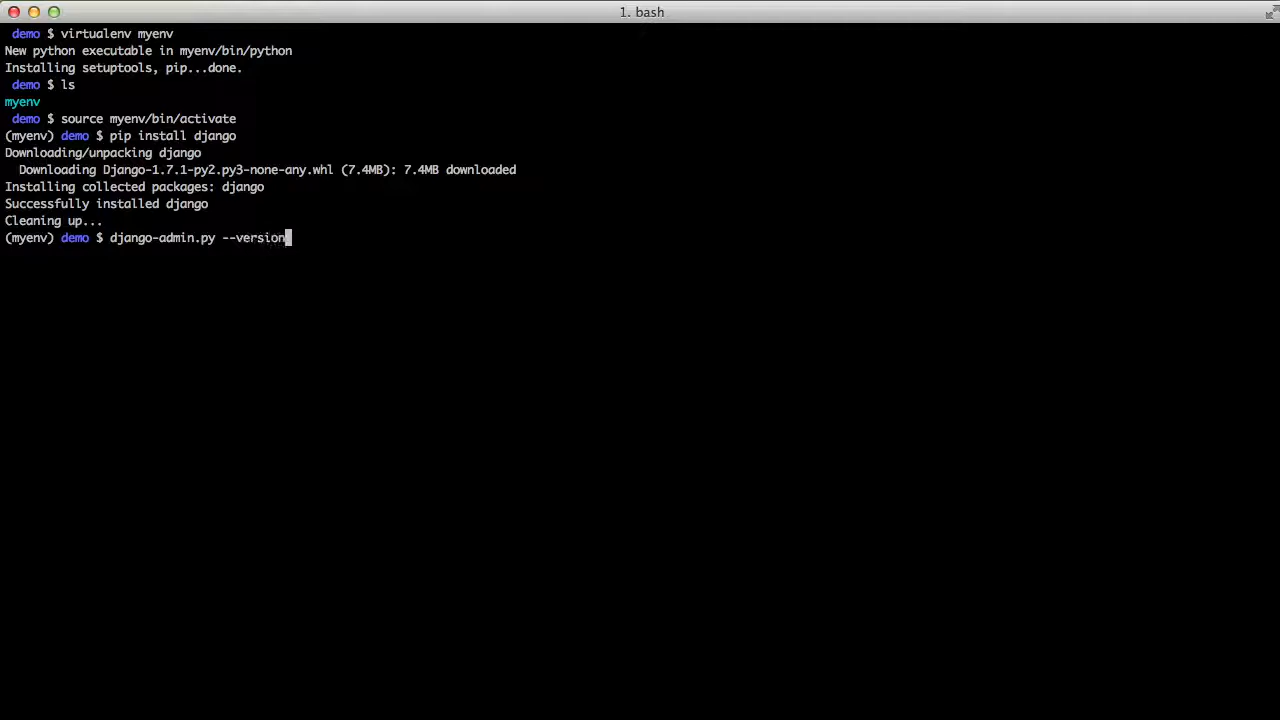 1. bash
demo $ virtualenv myenv
New python executable in myenv/bin/python
Installing setuptools, pip...done.
demo $ ls
myenv
demo $ source myenv/bin/activate
(myenv) demo $ pip install django
Downloading/unpacking django
Downloading Django-1.7.1-py2.py3-none-any.whl (7.4MB): 7.4MB downloaded
Installing collected packages: django
Successfully installed django
Cleaning up...
(myenv) demo $ django-admin.py --version